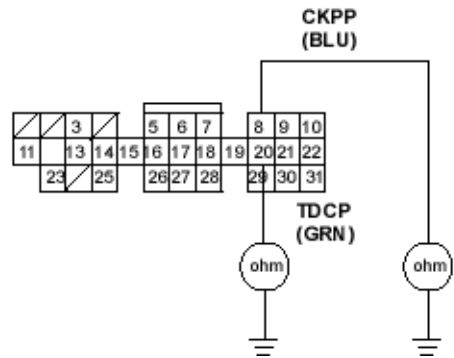 CKPP
(BLU)
3 5 6 7 8 9 10
11 13 14 15 16 17 18 19 20 21 22
23 25 26 27 28 29 30 31
TDCP
(GRN)
ohm ohm